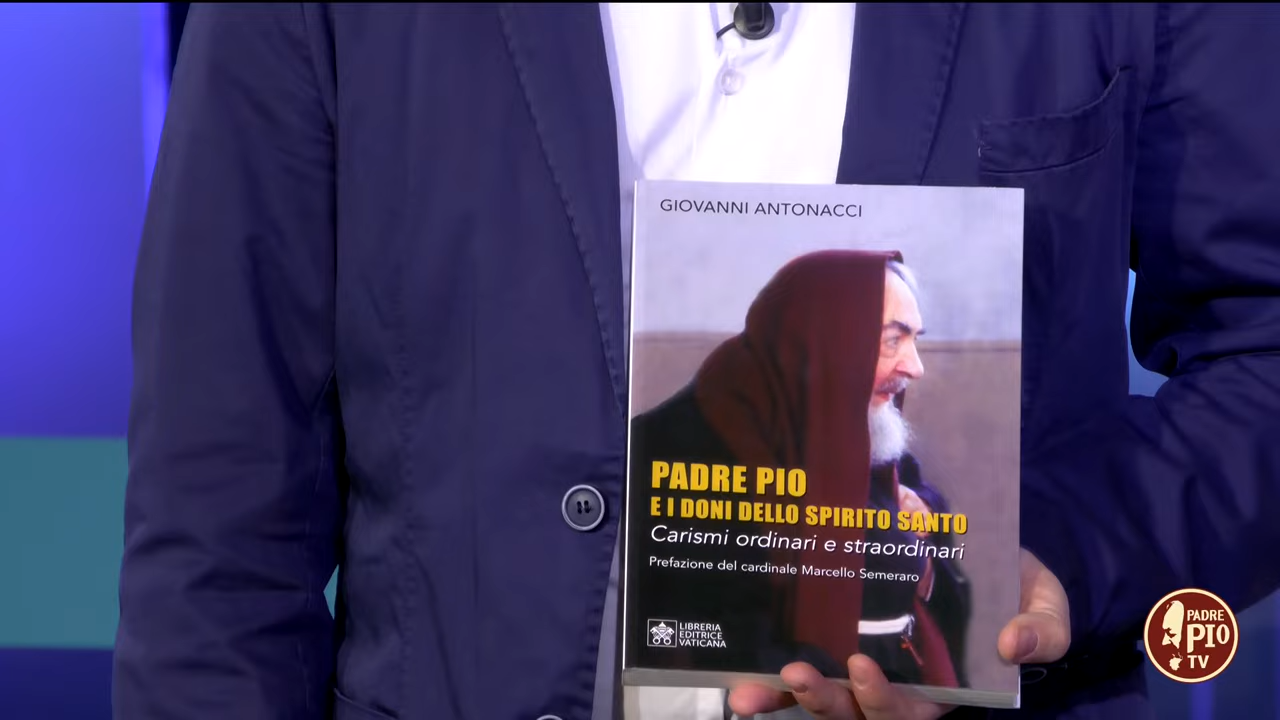 GIOVANNI ANTONACCI
PADRE PIO
E I DONI DELLO SPIRITO SANTO
Carismi ordinari e straordinari
Prefazione del cardinale Marcello Semeraro
LIBRERIA
EDITRICE
VATICANA
PADRE
PIO
TV